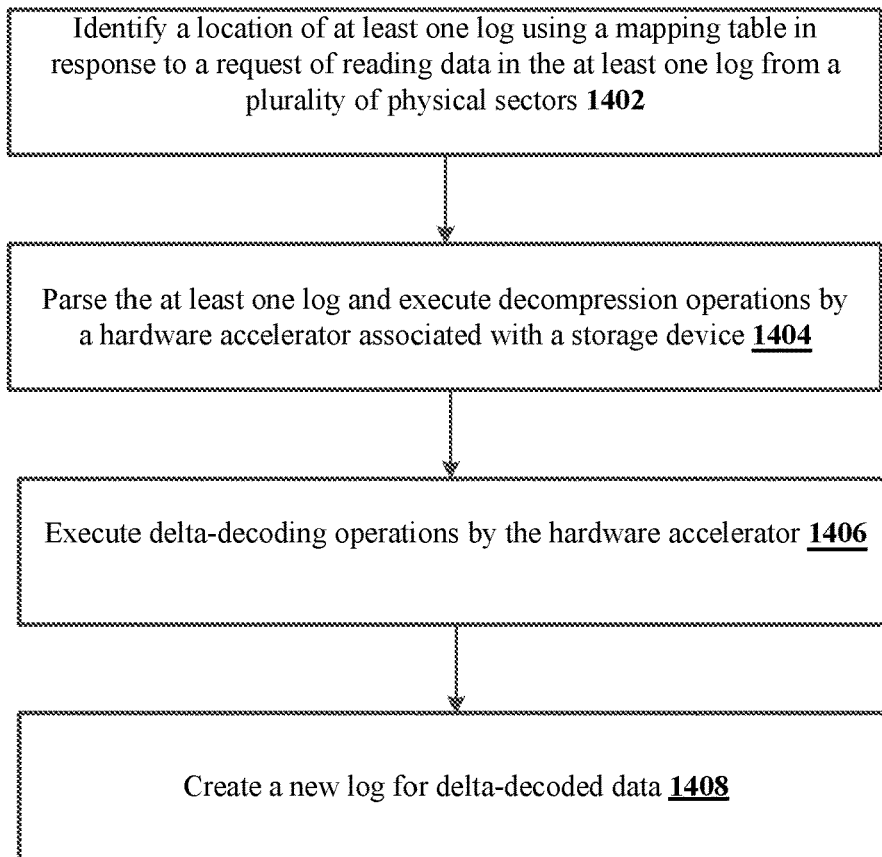 Identify a location of at least one log using a mapping table in
response to a request of reading data in the at least one log from a
plurality of physical sectors 1402
Parse the at least one log and execute decompression operations by
a hardware accelerator associated with a storage device 1404
Execute delta-decoding operations by the hardware accelerator 1406
Create a new log for delta-decoded data 1408